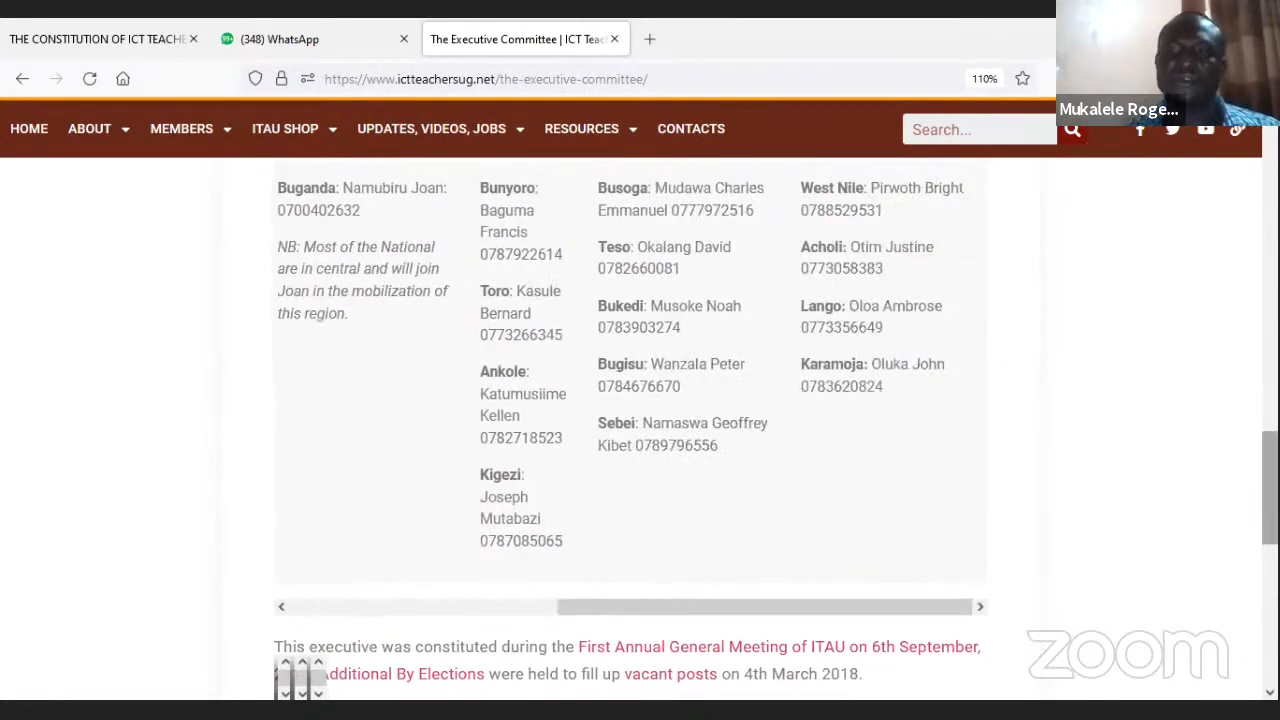 THE CONSTITUTION OF ICT TEACHE
(348) WhatsApp
The Executive Committee | ICT Teac
https://www.ictteachersug.net/the-executive-committee/
110%
Mukalele Roge...
HOME ABOUT MEMBERS ITAU SHOP UPDATES, VIDEOS, JOBS RESOURCES CONTACTS
Search...
Buganda: Namubiru Joan:
0700402632
NB: Most of the National
are in central and will join
Joan in the mobilization of
this region.
Bunyoro:
Baguma
Francis
0787922614
Toro: Kasule
Bernard
0773266345
Ankole:
Katumusiime
Kellen
0782718523
Kigezi:
Joseph
Mutabazi
0787085065
Busoga: Mudawa Charles
Emmanuel 0777972516
Teso: Okalang David
0782660081
Bukedi: Musoke Noah
0783903274
Bugisu: Wanzala Peter
0784676670
Sebei: Namaswa Geoffrey
Kibet 0789796556
West Nile: Pirwoth Bright
0788529531
Acholi: Otim Justine
0773058383
Lango: Oloa Ambrose
0773356649
Karamoja: Oluka John
0783620824
This executive was constituted during the First Annual General Meeting of ITAU on 6th September,
dditional By Elections were held to fill up vacant posts on 4th March 2018.
zoom